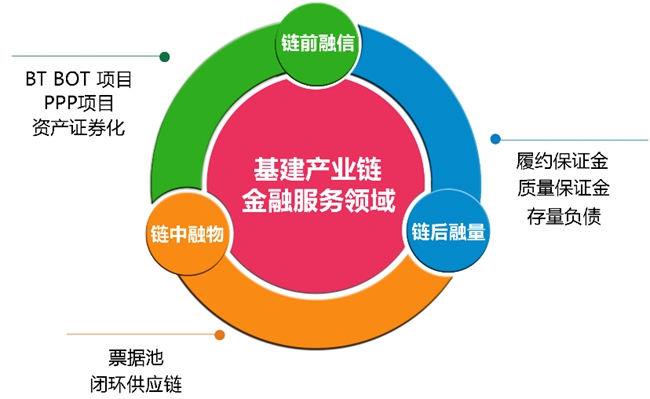 链前融信
BT BOT 项目
PPP项目
资产证券化
基建产业链
金融服务领域
履约保证金
质量保证金
存量负债
链中融物
链后融量
票据池
闭环供应链